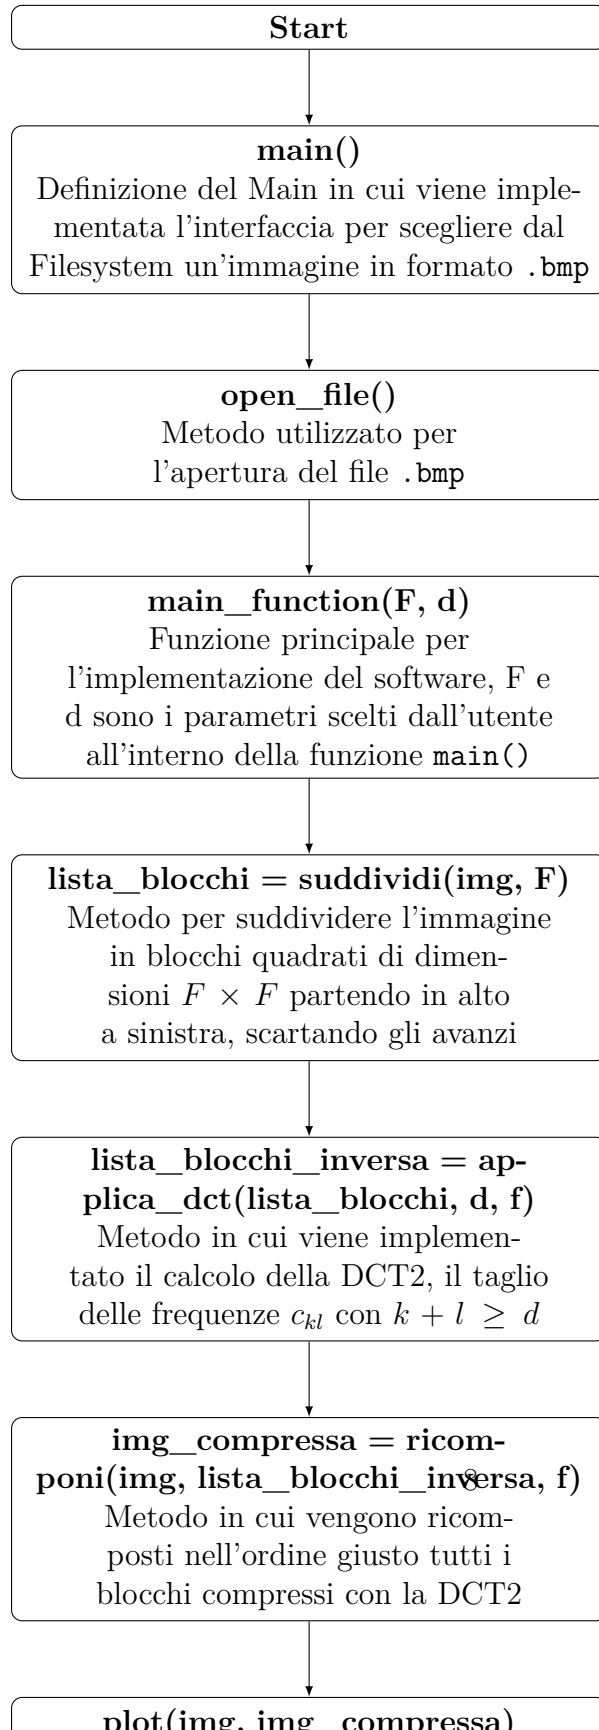 Start
main()
Definizione del Main in cui viene imple-
mentata l'interfaccia per scegliere dal
Filesystem un'immagine in formato .bmp
open_file()
Metodo utilizzato per
l'apertura del file .bmp
main_function(F, d)
Funzione principale per
l'implementazione del software, F e
d sono i parametri scelti dall'utente
all'interno della funzione main()
lista_blocchi = suddividi(img, F)
Metodo per suddividere l'immagine
in blocchi quadrati di dimen-
sioni F × F partendo in alto
a sinistra, scartando gli avanzi
lista_blocchi_inversa = ap-
plica_dct(lista_blocchi, d, f)
Metodo in cui viene implemen-
tato il calcolo della DCT2, il taglio
delle frequenze c_{kl} con k + l ≥ d
img_compressa = ricom-
poni(img, lista_blocchi_inversa, f)
8
Metodo in cui vengono ricom-
posti nell'ordine giusto tutti i
blocchi compressi con la DCT2
plot(img, img_compressa)